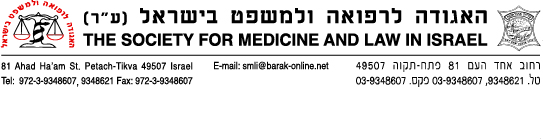 האגודה לרפואה ולמשפט בישראל (ע"ר)
THE SOCIETY FOR MEDICINE AND LAW IN ISRAEL
האגודה לרפואה ולמשפט בישראל
81 Ahad Ha'am St. Petach-Tikva 49507 Israel
E-mail: smli@barak-online.net
רחוב אחד העם 81 פתח-תקוה 49507
Tel: 972-3-9348607, 9348621 Fax: 972-3-9348607
טל. 9348621, 03-9348607 פקס. 03-9348607